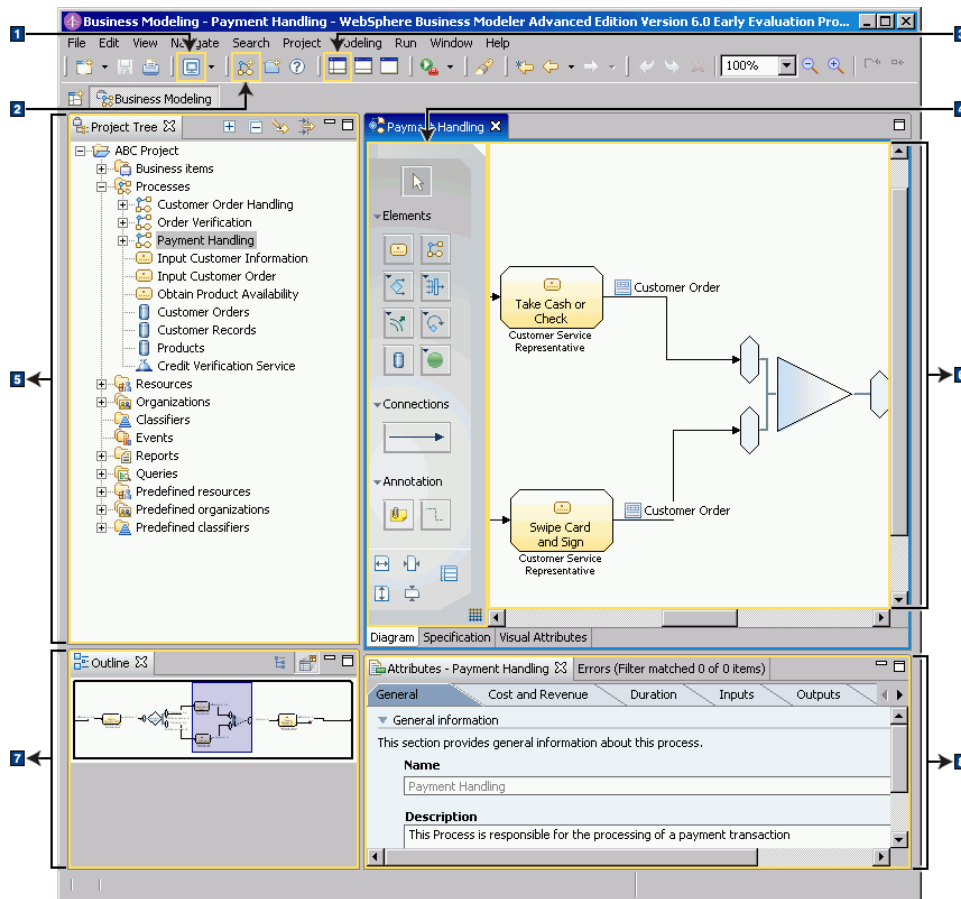 Business Modeling - Payment Handling - WebSphere Business Modeler Advanced Edition Version 6.0 Early Evaluation Pro...
1
File Edit View Navigate Search Project Modeling Run Window Help
100%
2
Business Modeling
Project Tree
ABC Project
Business items
Processes
Customer Order Handling
Order Verification
Payment Handling
Input Customer Information
Input Customer Order
Obtain Product Availability
Customer Orders
Customer Records
Products
Credit Verification Service
5
Resources
Organizations
Classifiers
Events
Reports
Queries
Predefined resources
Predefined organizations
Predefined classifiers
Payment Handling
Elements
Connections
Annotation
Take Cash or
Check
Customer Service
Representative
Customer Order
Swipe Card
and Sign
Customer Service
Representative
Customer Order
Diagram Specification Visual Attributes
Outline
7
Attributes - Payment Handling Errors (Filter matched 0 of 0 items)
General Cost and Revenue Duration Inputs Outputs
General information
This section provides general information about this process.
Name
Payment Handling
Description
This Process is responsible for the processing of a payment transaction